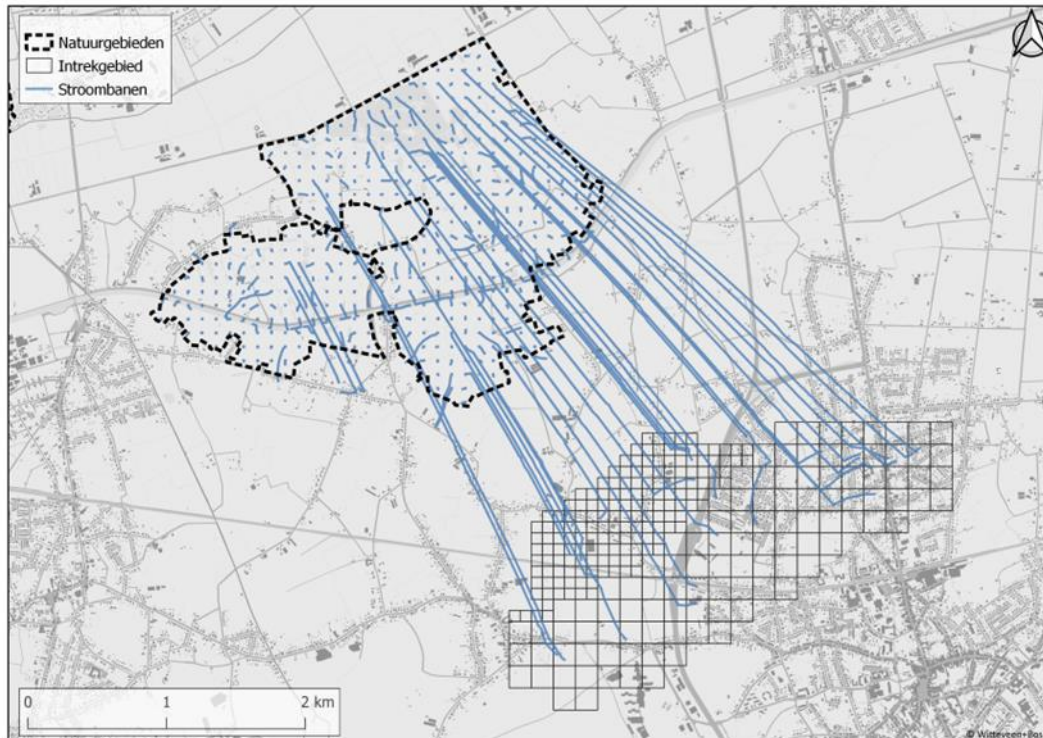 Natuurgebieden
Intrekgebied
Stroombanen
0 1 2 km
© Witteveen+Bos